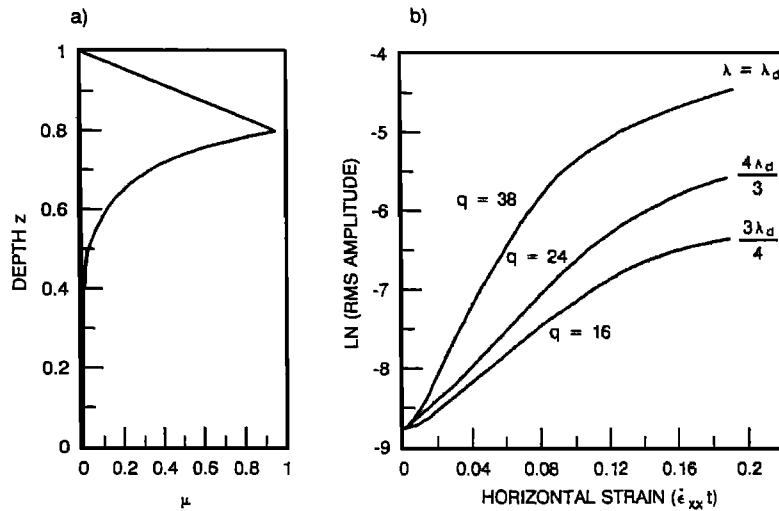 a)
1
0.8
0.6
0.4
0.2
0
DEPTH z
0 0.2 0.4 0.6 0.8 1
μ
b)
-4
-5
-6
-7
-8
-9
LN (RMS AMPLITUDE)
λ = λd
q = 38
4λd
3
q = 24
3λd
4
q = 16
0 0.04 0.08 0.12 0.16 0.20
HORIZONTAL STRAIN (ε̇xx t)